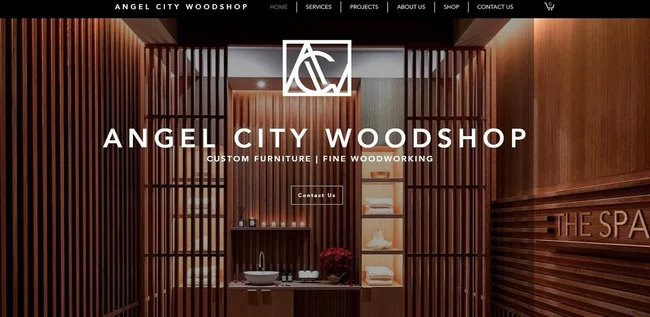 ANGEL CITY WOODSHOP
HOME | SERVICES | PROJECTS | ABOUT US | SHOP | CONTACT US
ACW
ANGEL CITY WOODSHOP
CUSTOM FURNITURE | FINE WOODWORKING
Contact Us
THE SPA